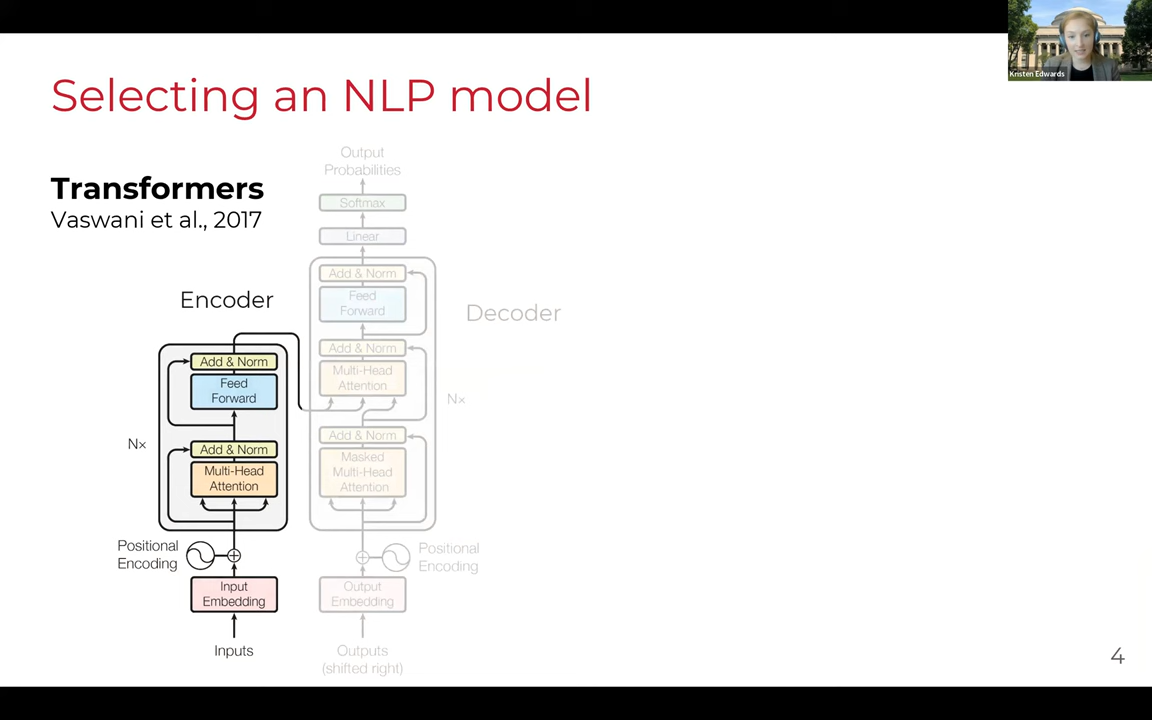 Kristen Edwards
Selecting an NLP model
Transformers
Vaswani et al., 2017
Encoder
Add & Norm
Feed
Forward
Nx
Add & Norm
Multi-Head
Attention
Positional
Encoding
Input
Embedding
Inputs
Output
Probabilities
Softmax
Linear
Decoder
Add & Norm
Feed
Forward
Add & Norm
Multi-Head
Attention
Nx
Add & Norm
Masked
Multi-Head
Attention
Positional
Encoding
Output
Embedding
Outputs
(shifted right)
4